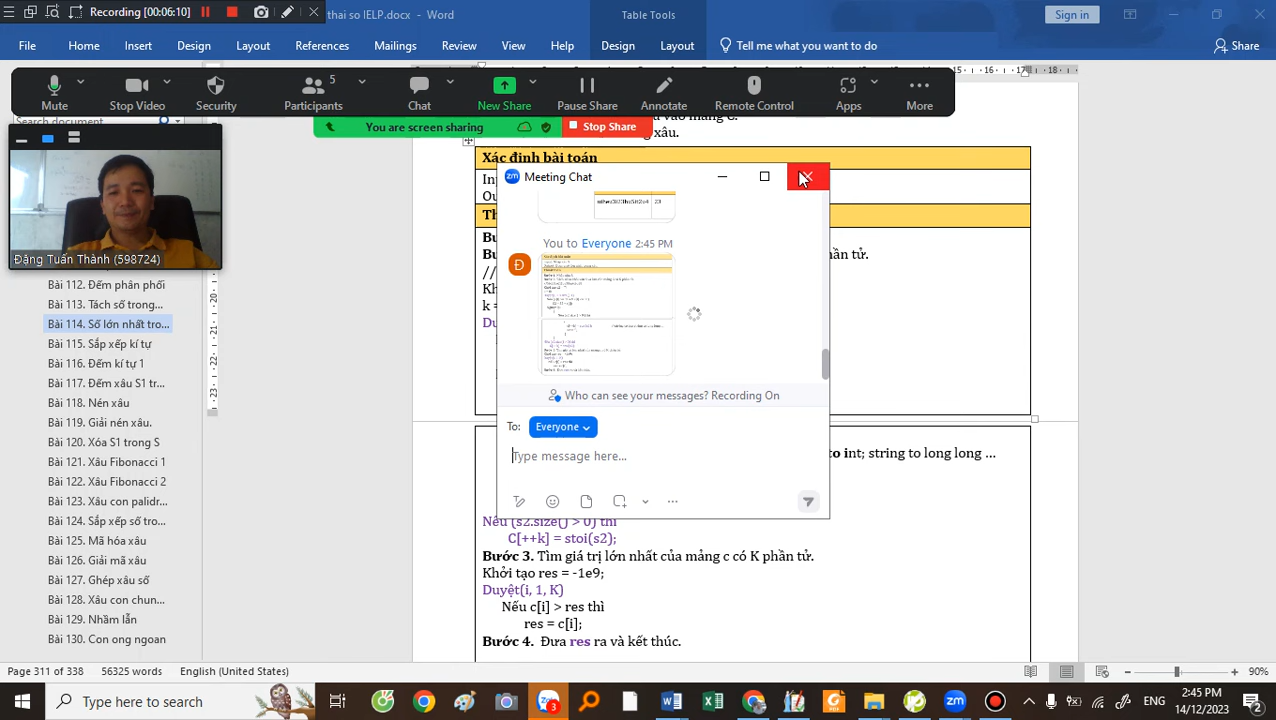 Recording [00:06:10]
thai so IELP.docx - Word
Table Tools
Sign in
File
Home
Insert
Design
Layout
References
Mailings
Review
View
Help
Design
Layout
Tell me what you want to do
Share
Mute
Stop Video
Security
Participants
5
Chat
New Share
Pause Share
Annotate
Remote Control
Apps
More
You are screen sharing
Stop Share
Search document
Đặng Tuấn Thành (598724)
Bài 112. Đếm phân phối
Bài 113. Tách số trong...
Bài 114. Số lớn nhất tro...
Bài 115. Sắp xếp kí tự
Bài 116. Đếm kí tự 1
Bài 117. Đếm xâu S1 tr...
Bài 118. Nén xâu
Bài 119. Giải nén xâu.
Bài 120. Xóa S1 trong S
Bài 121. Xâu Fibonacci 1
Bài 122. Xâu Fibonacci 2
Bài 123. Xâu con palidr...
Bài 124. Sắp xếp số tro...
Bài 125. Mã hóa xâu
Bài 126. Giải mã xâu
Bài 127. Ghép xâu số
Bài 128. Xâu con chun...
Bài 129. Nhầm lẫn
Bài 130. Con ong ngoan
vào mảng C.
xâu.
Xác định bài toán
Meeting Chat
You to Everyone 2:45 PM
Đ
Who can see your messages? Recording On
To: Everyone
Type message here...
phần tử.
//
k =
to int; string to long long ...
Nếu (s2.size() > 0) thì
C[++k] = stoi(s2);
Bước 3. Tìm giá trị lớn nhất của mảng c có K phần tử.
Khởi tạo res = -1e9;
Duyệt(i, 1, K)
Nếu c[i] > res thì
res = c[i];
Bước 4. Đưa res ra và kết thúc.
Page 311 of 338
56325 words
English (United States)
90%
Type here to search
3
ENG
2:45 PM
14/12/2023
2